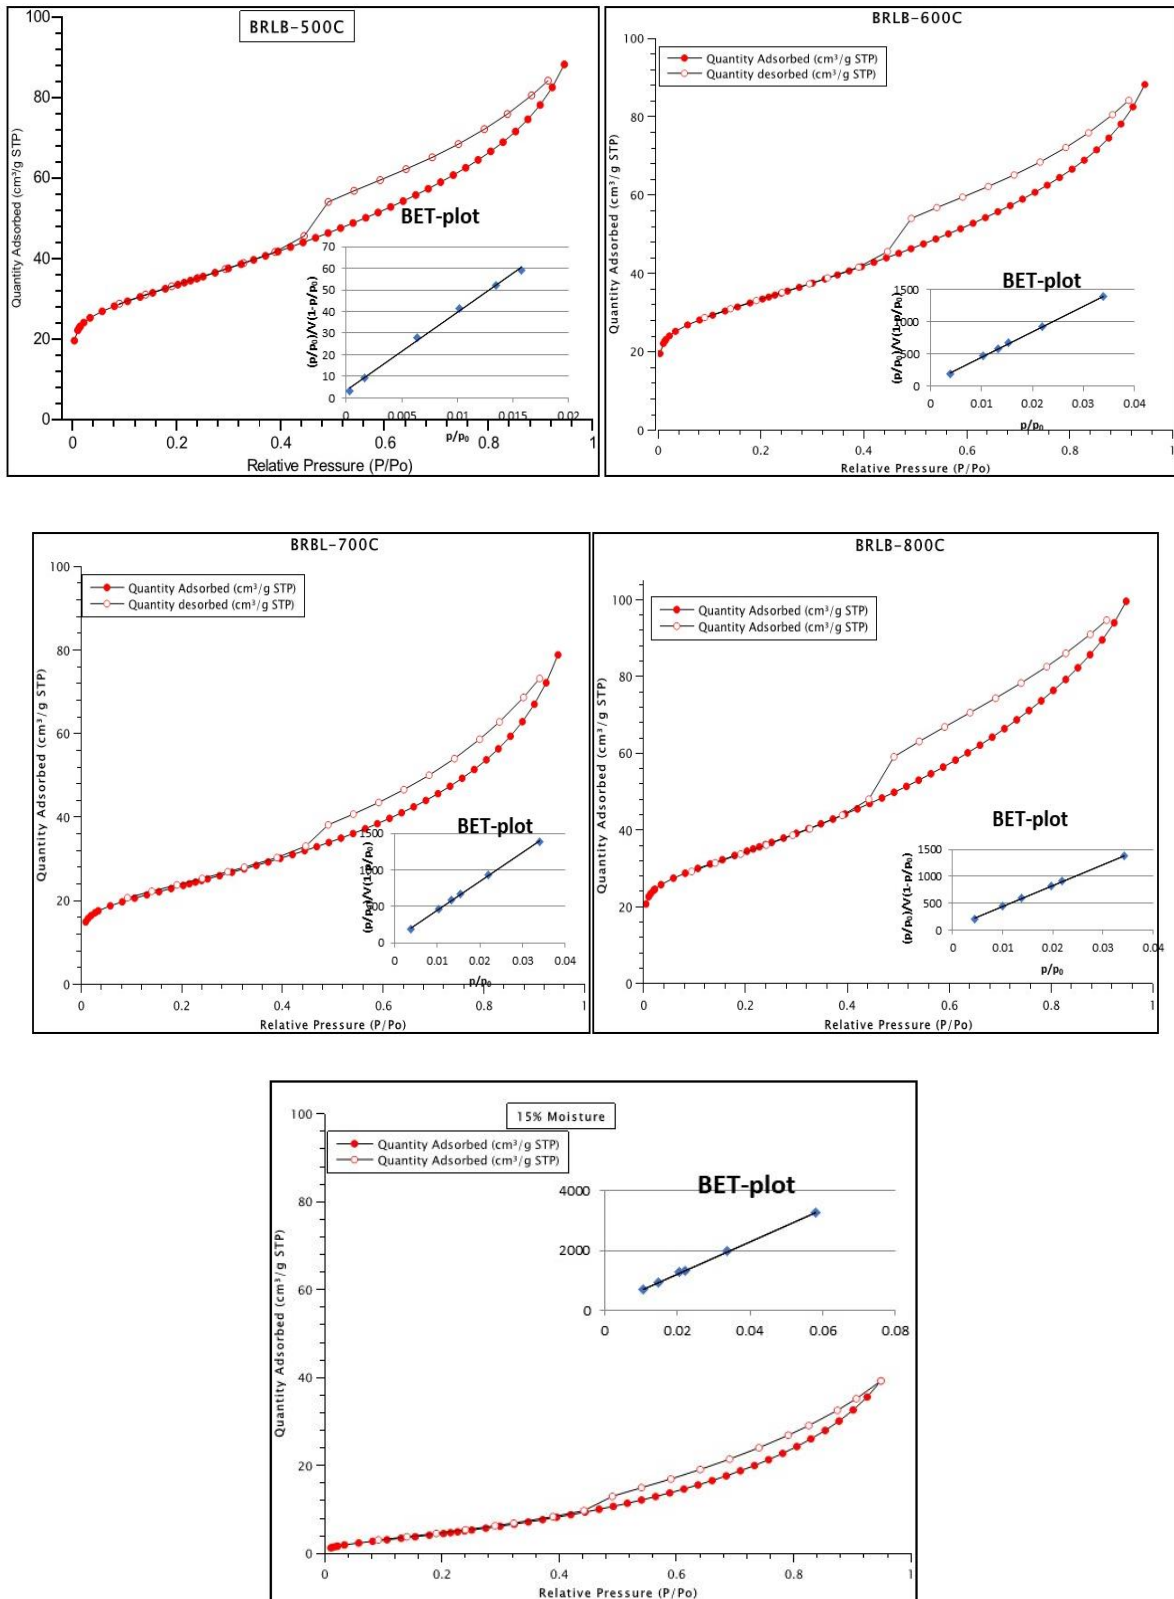 BRLB-500C
100
80
60
40
20
0
Quantity Adsorbed (cm³/g STP)
0 0.2 0.4 0.6 0.8 1
Relative Pressure (P/Po)
BET-plot
70
60
50
40
30
20
10
0
(p/p₀)/V(1-p/p₀)
0 0.005 0.01 0.015 0.02
p/p₀
BRLB-600C
Quantity Adsorbed (cm³/g STP)
Quantity desorbed (cm³/g STP)
100
80
60
40
20
0
Quantity Adsorbed (cm³/g STP)
0 0.2 0.4 0.6 0.8 1
Relative Pressure (P/Po)
BET-plot
1500
1000
500
0
(p/p₀)/V(1-p/p₀)
0 0.01 0.02 0.03 0.04
p/p₀
BRBL-700C
Quantity Adsorbed (cm³/g STP)
Quantity desorbed (cm³/g STP)
100
80
60
40
20
0
Quantity Adsorbed (cm³/g STP)
0 0.2 0.4 0.6 0.8 1
Relative Pressure (P/Po)
BET-plot
1500
1000
500
0
(p/p₀)/V(1-p/p₀)
0 0.01 0.02 0.03 0.04
p/p₀
BRLB-800C
Quantity Adsorbed (cm³/g STP)
Quantity Adsorbed (cm³/g STP)
100
80
60
40
20
0
Quantity Adsorbed (cm³/g STP)
0 0.2 0.4 0.6 0.8 1
Relative Pressure (P/Po)
BET-plot
1500
1000
500
0
(p/p₀)/V(1-p/p₀)
0 0.01 0.02 0.03 0.04
p/p₀
15% Moisture
Quantity Adsorbed (cm³/g STP)
Quantity Adsorbed (cm³/g STP)
100
80
60
40
20
0
Quantity Adsorbed (cm³/g STP)
0 0.2 0.4 0.6 0.8 1
Relative Pressure (P/Po)
BET-plot
4000
2000
0
0 0.02 0.04 0.06 0.08